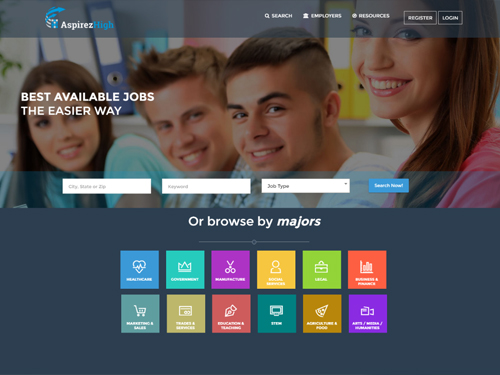 AspirezHigh
SEARCH
EMPLOYERS
RESOURCES
REGISTER
LOGIN
BEST AVAILABLE JOBS
THE EASIER WAY
City, State or Zip
Keyword
Job Type
Search Now!
Or browse by majors
HEALTHCARE
GOVERNMENT
MANUFACTURE
SOCIAL
SERVICES
LEGAL
BUSINESS &
FINANCE
MARKETING &
SALES
TRADES &
SERVICES
EDUCATION &
TEACHING
STEM
AGRICULTURE &
FOOD
ARTS / MEDIA /
HUMANITIES